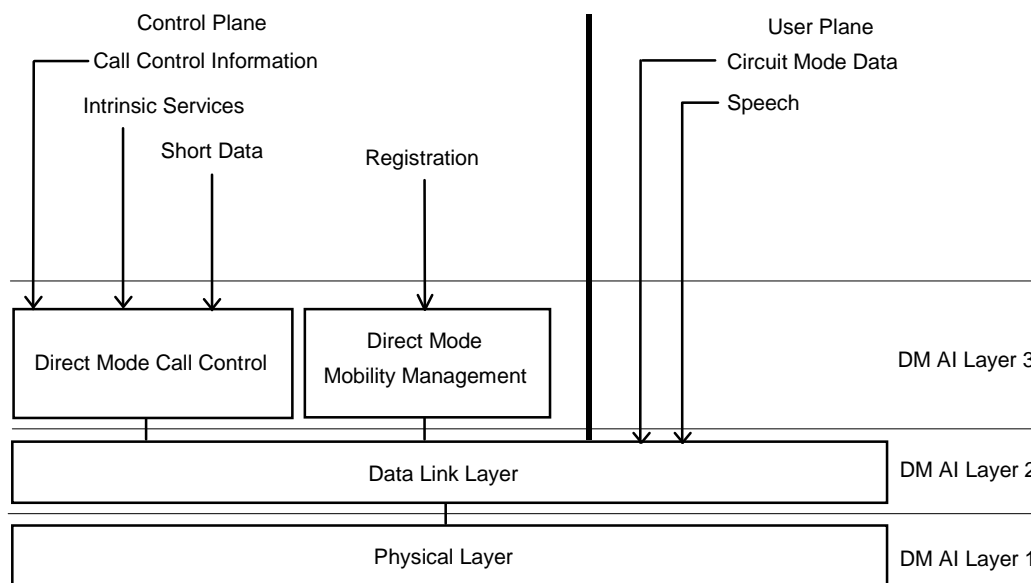 Control Plane
User Plane
Call Control Information
Circuit Mode Data
Intrinsic Services
Speech
Short Data
Registration
Direct Mode Call Control
Direct Mode
Mobility Management
DM AI Layer 3
Data Link Layer
DM AI Layer 2
Physical Layer
DM AI Layer 1